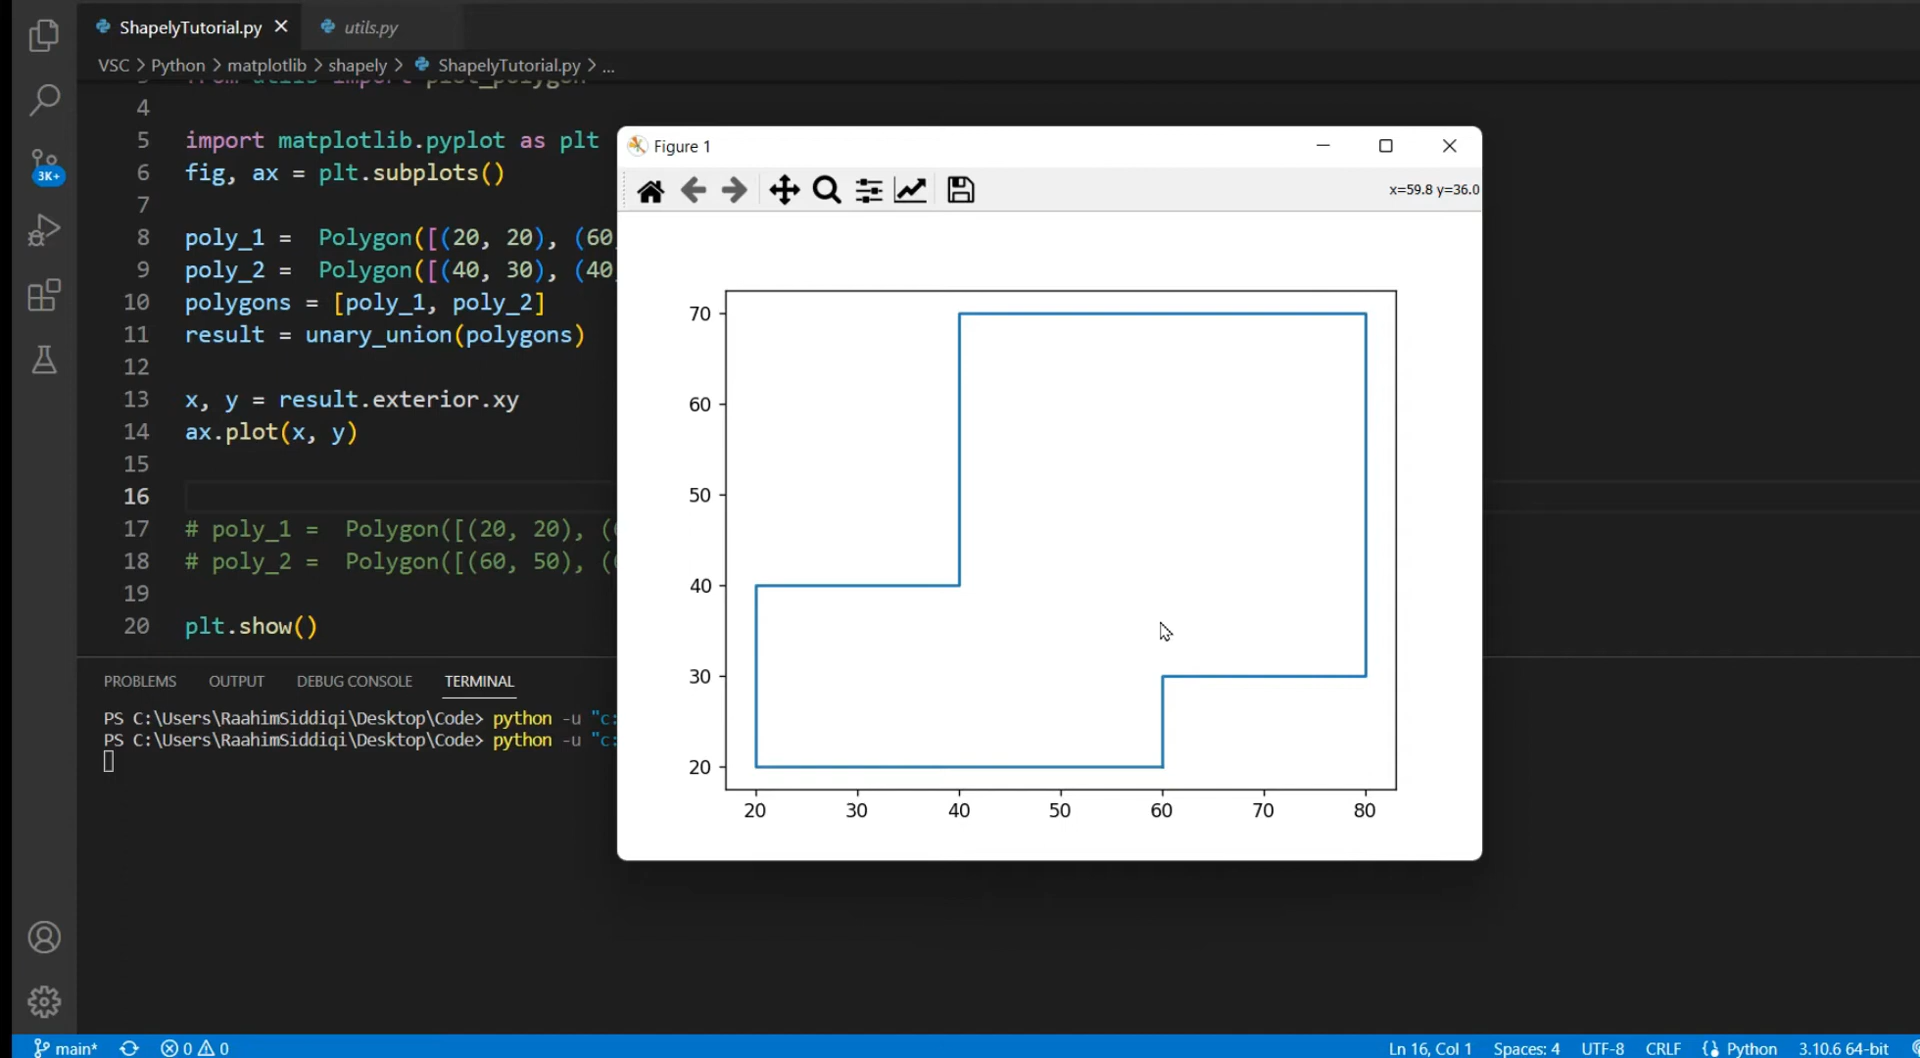 ShapelyTutorial.py
utils.py
VSC > Python > matplotlib > shapely > ShapelyTutorial.py > ...
3 from utils import plot_polygon
4
5 import matplotlib.pyplot as plt
6 fig, ax = plt.subplots()
7
8 poly_1 = Polygon([(20, 20), (60
9 poly_2 = Polygon([(40, 30), (40
10 polygons = [poly_1, poly_2]
11 result = unary_union(polygons)
12
13 x, y = result.exterior.xy
14 ax.plot(x, y)
15
16
17 # poly_1 = Polygon([(20, 20), (
18 # poly_2 = Polygon([(60, 50), (
19
20 plt.show()
3K+
Figure 1
x=59.8 y=36.0
70
60
50
40
30
20
20 30 40 50 60 70 80
PROBLEMS OUTPUT DEBUG CONSOLE TERMINAL
PS C:\Users\RaahimSiddiqi\Desktop\Code> python -u "c:
PS C:\Users\RaahimSiddiqi\Desktop\Code> python -u "c:
main* 0 0 Ln 16, Col 1 Spaces: 4 UTF-8 CRLF Python 3.10.6 64-bit